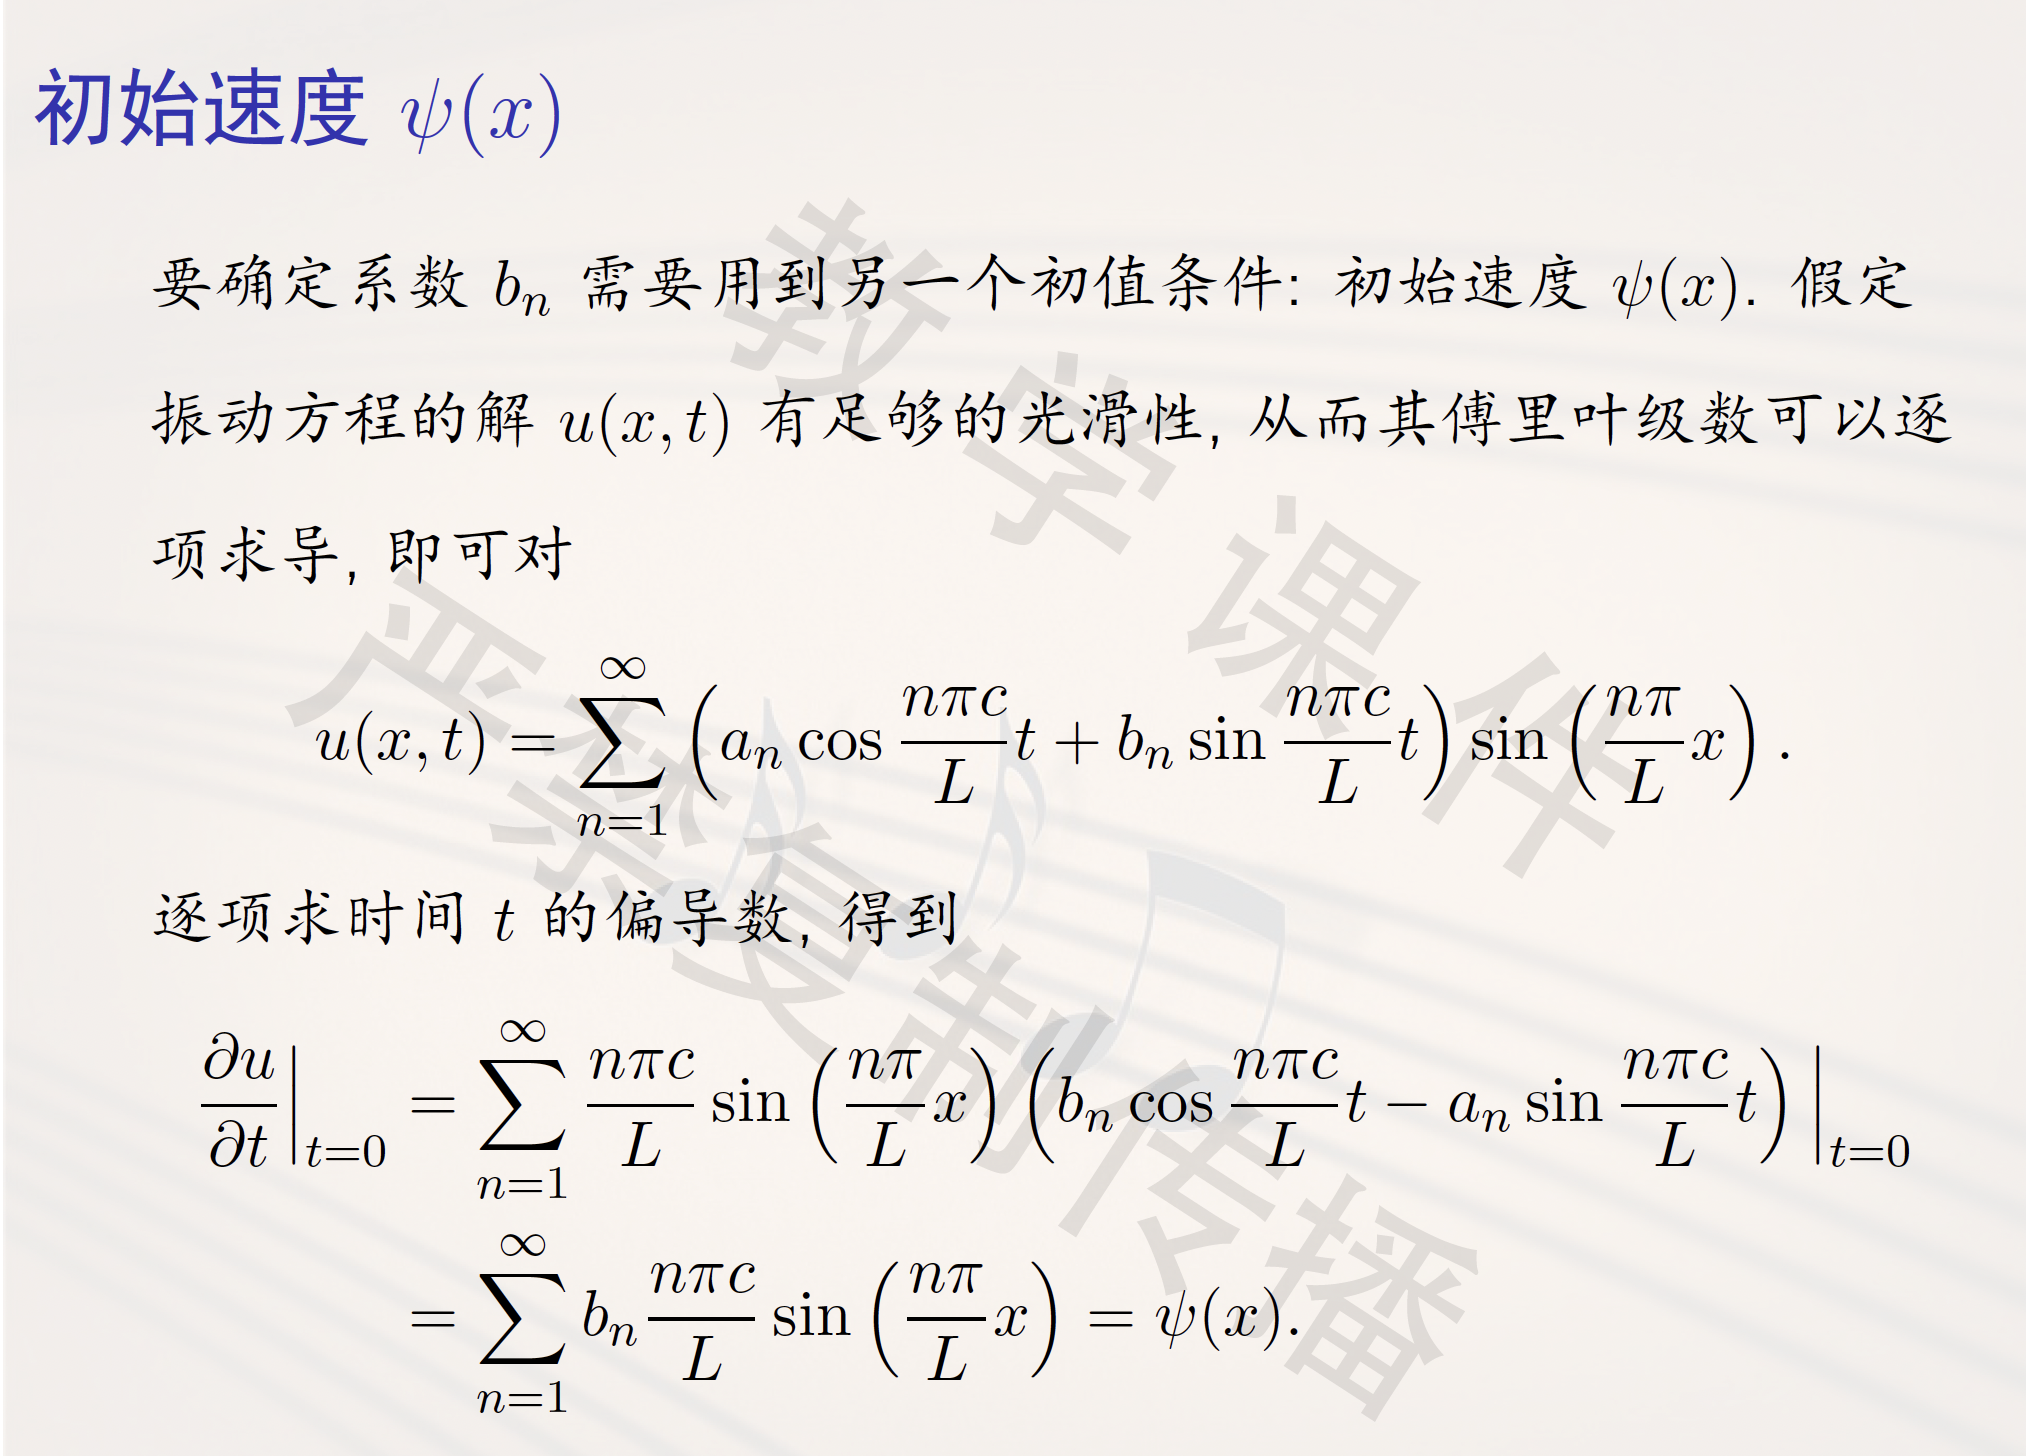 初始速度 ψ(x)
要确定系数 bₙ 需要用到另一个初值条件: 初始速度 ψ(x). 假定
振动方程的解 u(x, t) 有足够的光滑性, 从而其傅里叶级数可以逐
项求导, 即可对
u(x, t) = \sum_{n=1}^{\infty} \left( a_n \cos \frac{n\pi c}{L} t + b_n \sin \frac{n\pi c}{L} t \right) \sin \left( \frac{n\pi}{L} x \right).
逐项求时间 t 的偏导数, 得到
\frac{\partial u}{\partial t} \Big|_{t=0} = \sum_{n=1}^{\infty} \frac{n\pi c}{L} \sin \left( \frac{n\pi}{L} x \right) \left( b_n \cos \frac{n\pi c}{L} t - a_n \sin \frac{n\pi c}{L} t \right) \Big|_{t=0}
= \sum_{n=1}^{\infty} b_n \frac{n\pi c}{L} \sin \left( \frac{n\pi}{L} x \right) = \psi(x).
教学课件
严禁复制传播